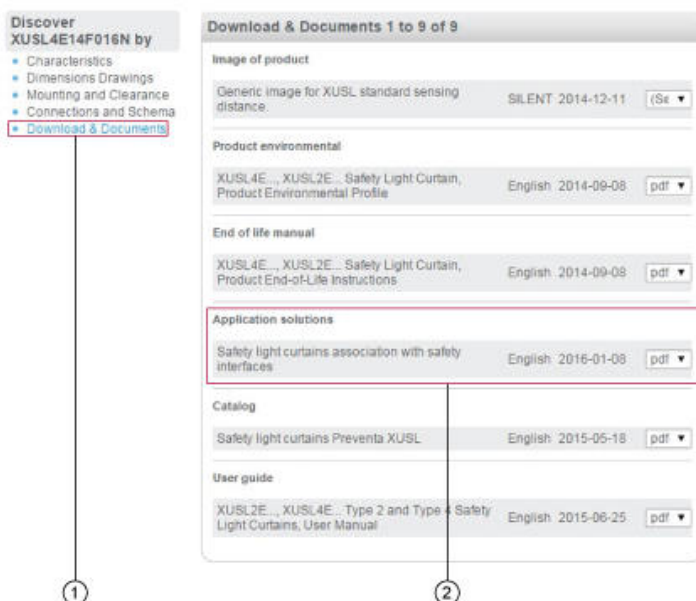 Discover
XUSL4E14F016N by
Characteristics
Dimensions Drawings
Mounting and Clearance
Connections and Schema
Download & Documents
Download & Documents 1 to 9 of 9
Image of product
Generic image for XUSL standard sensing
distance.
SILENT 2014-12-11 (Se
Product environmental
XUSL4E..., XUSL2E... Safety Light Curtain,
Product Environmental Profile
English 2014-09-08 pdf
End of life manual
XUSL4E..., XUSL2E... Safety Light Curtain,
Product End-of-Life Instructions
English 2014-09-08 pdf
Application solutions
Safety light curtains association with safety
interfaces
English 2016-01-08 pdf
Catalog
Safety light curtains Preventa XUSL
English 2015-05-18 pdf
User guide
XUSL2E..., XUSL4E... Type 2 and Type 4 Safety
Light Curtains, User Manual
English 2015-06-25 pdf
1
2